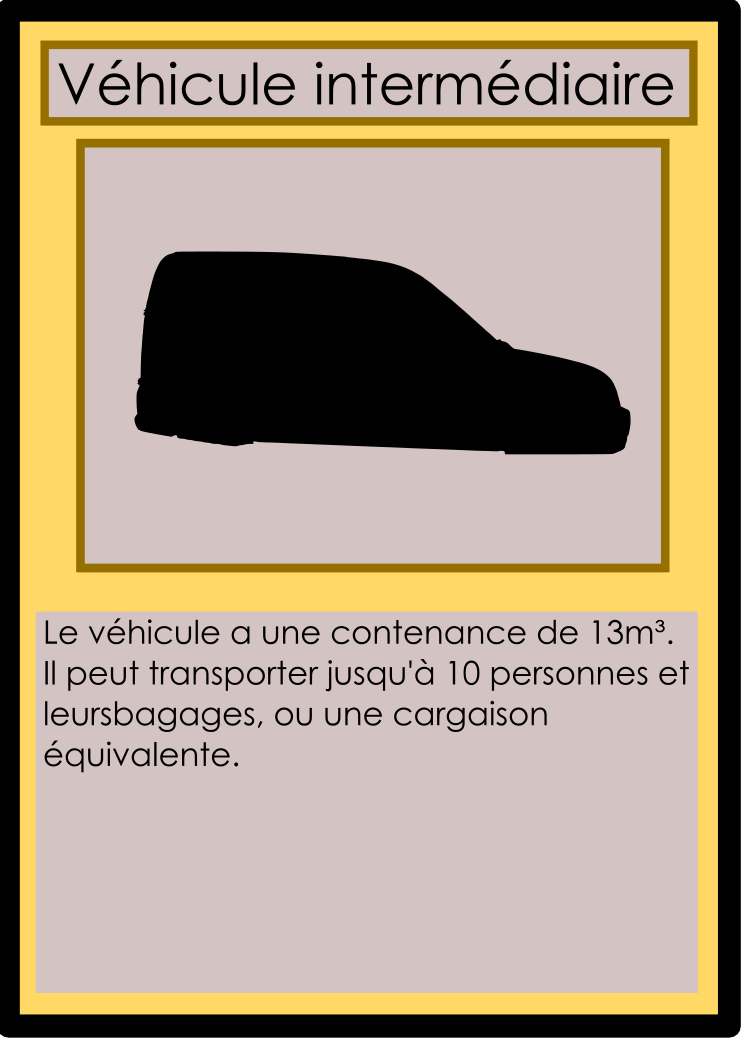 Véhicule intermédiaire
Le véhicule a une contenance de 13m³.
Il peut transporter jusqu'à 10 personnes et
leursbagages, ou une cargaison
équivalente.